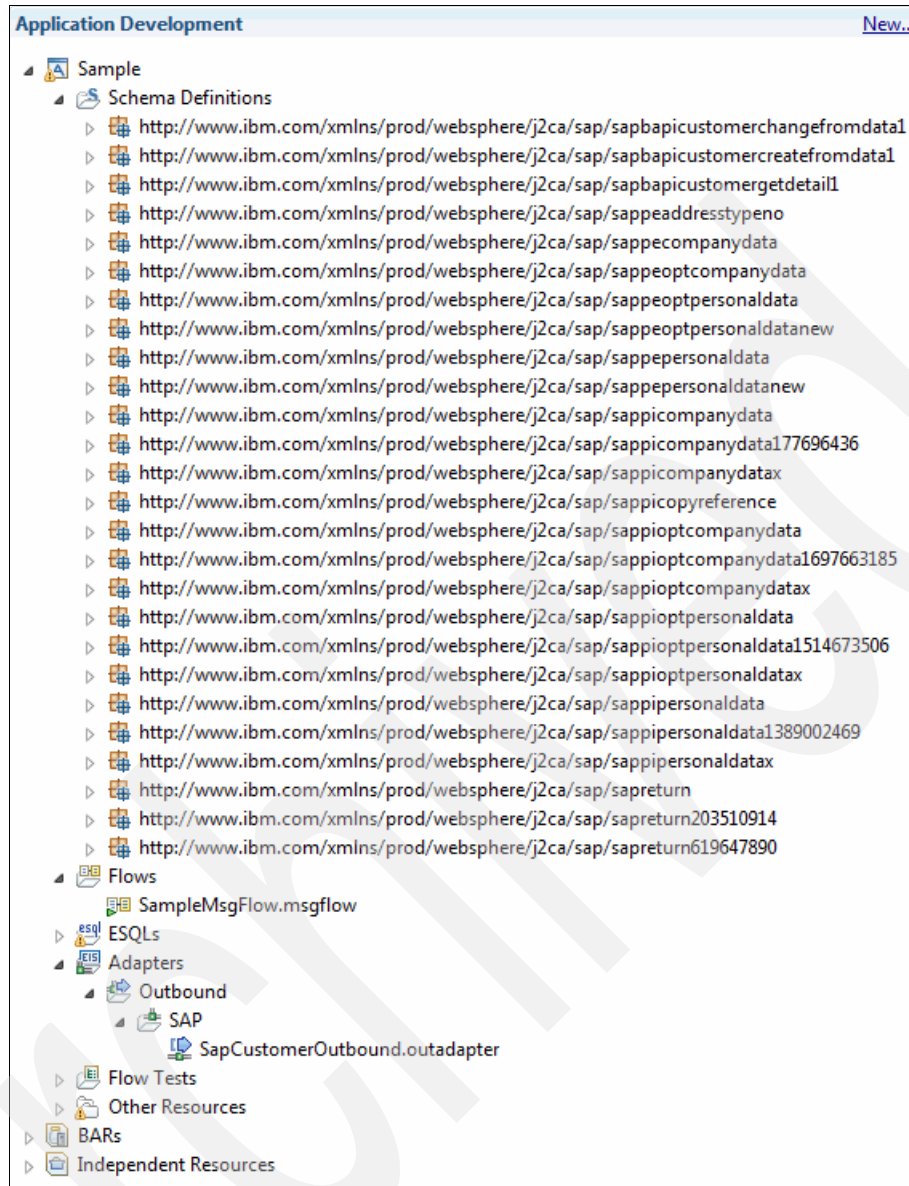 Application Development
New...
Sample
Schema Definitions
http://www.ibm.com/xmlns/prod/websphere/j2ca/sap/sapbapicustomerchangefromdata1
http://www.ibm.com/xmlns/prod/websphere/j2ca/sap/sapbapicustomercreatefromdata1
http://www.ibm.com/xmlns/prod/websphere/j2ca/sap/sapbapicustomergetdetail1
http://www.ibm.com/xmlns/prod/websphere/j2ca/sap/sappeaddresstypeno
http://www.ibm.com/xmlns/prod/websphere/j2ca/sap/sappecompanydata
http://www.ibm.com/xmlns/prod/websphere/j2ca/sap/sappeoptcompanydata
http://www.ibm.com/xmlns/prod/websphere/j2ca/sap/sappeoptpersonaldata
http://www.ibm.com/xmlns/prod/websphere/j2ca/sap/sappeoptpersonaldatanew
http://www.ibm.com/xmlns/prod/websphere/j2ca/sap/sappepersonaldata
http://www.ibm.com/xmlns/prod/websphere/j2ca/sap/sappepersonaldatanew
http://www.ibm.com/xmlns/prod/websphere/j2ca/sap/sappicompanydata
http://www.ibm.com/xmlns/prod/websphere/j2ca/sap/sappicompanydata177696436
http://www.ibm.com/xmlns/prod/websphere/j2ca/sap/sappicompanydatax
http://www.ibm.com/xmlns/prod/websphere/j2ca/sap/sappicopyreference
http://www.ibm.com/xmlns/prod/websphere/j2ca/sap/sappioptcompanydata
http://www.ibm.com/xmlns/prod/websphere/j2ca/sap/sappioptcompanydata1697663185
http://www.ibm.com/xmlns/prod/websphere/j2ca/sap/sappioptcompanydatax
http://www.ibm.com/xmlns/prod/websphere/j2ca/sap/sappioptpersonaldata
http://www.ibm.com/xmlns/prod/websphere/j2ca/sap/sappioptpersonaldata1514673506
http://www.ibm.com/xmlns/prod/websphere/j2ca/sap/sappioptpersonaldatax
http://www.ibm.com/xmlns/prod/websphere/j2ca/sap/sappipersonaldata
http://www.ibm.com/xmlns/prod/websphere/j2ca/sap/sappipersonaldata1389002469
http://www.ibm.com/xmlns/prod/websphere/j2ca/sap/sappipersonaldatax
http://www.ibm.com/xmlns/prod/websphere/j2ca/sap/sapreturn
http://www.ibm.com/xmlns/prod/websphere/j2ca/sap/sapreturn203510914
http://www.ibm.com/xmlns/prod/websphere/j2ca/sap/sapreturn619647890
Flows
SampleMsgFlow.msgflow
ESQLs
Adapters
Outbound
SAP
SapCustomerOutbound.outadapter
Flow Tests
Other Resources
BARs
Independent Resources